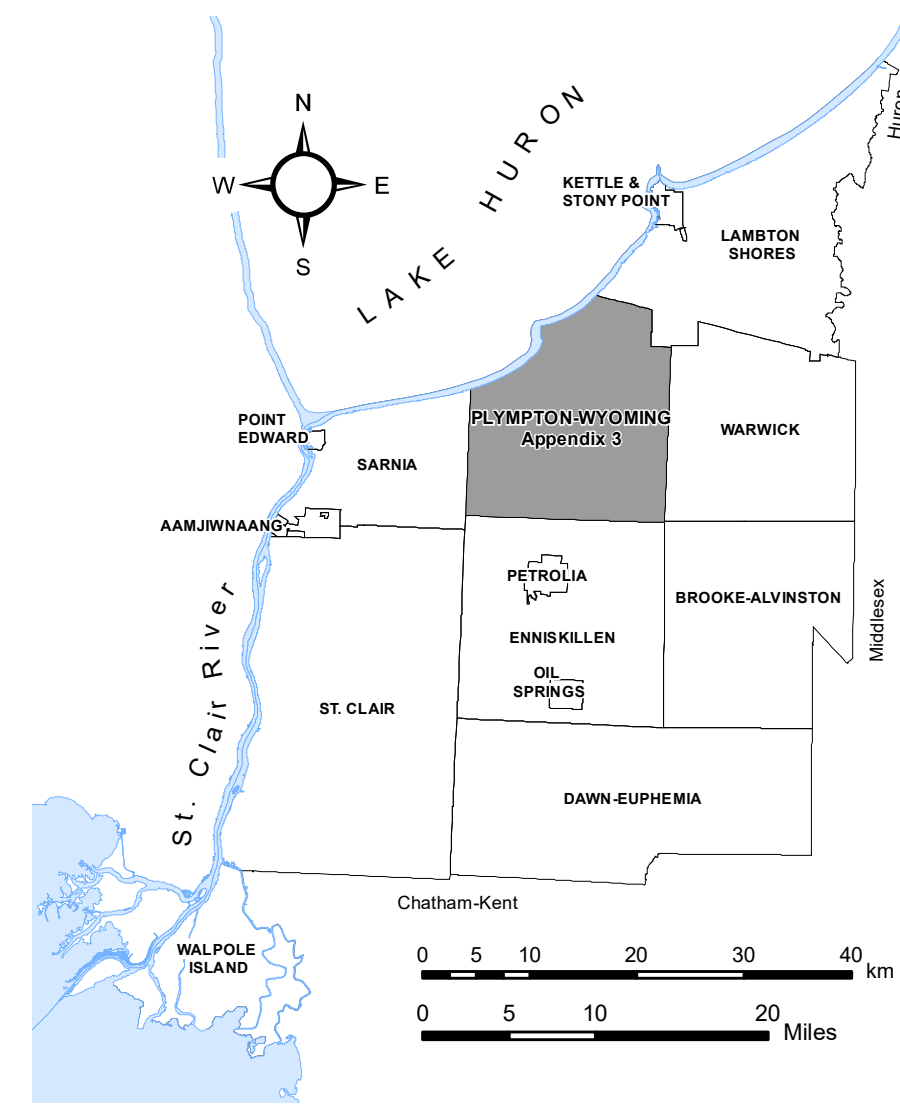 N
W
E
S
LAKE HURON
Huron
KETTLE &
STONY POINT
LAMBTON
SHORES
POINT
EDWARD
PLYMPTON-WYOMING
Appendix 3
WARWICK
SARNIA
AAMJIWNAANG
PETROLIA
BROOKE-ALVINSTON
Middlesex
ENNISKILLEN
OIL
SPRINGS
St. Clair River
ST. CLAIR
DAWN-EUPHEMIA
Chatham-Kent
WALPOLE
ISLAND
0 5 10 20 30 40
km
0 5 10 20
Miles